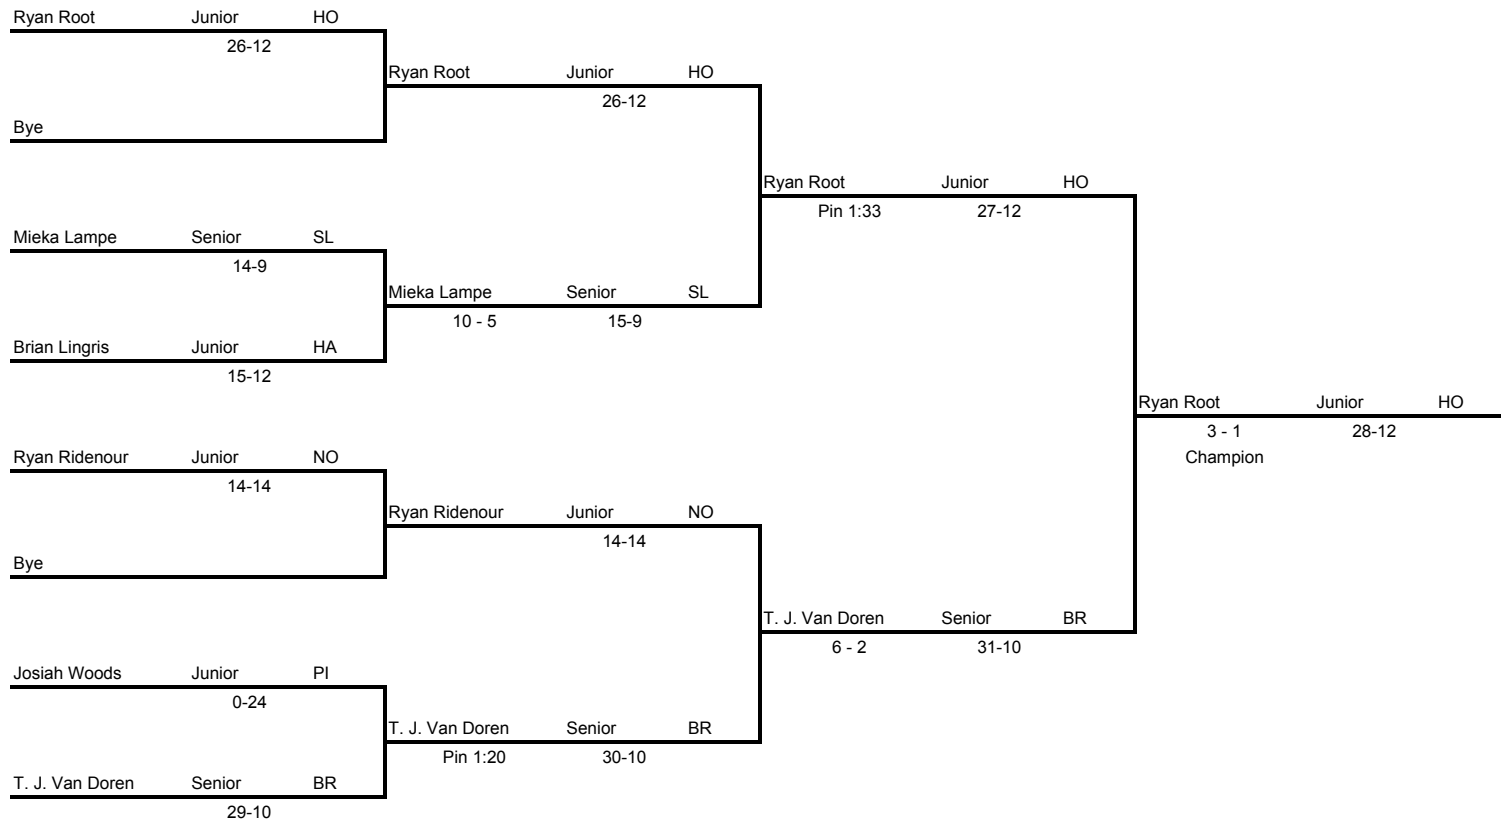 Ryan Root Junior HO
26-12
Ryan Root Junior HO
26-12
Bye
Ryan Root Junior HO
Pin 1:33 27-12
Mieka Lampe Senior SL
14-9
Mieka Lampe Senior SL
10 - 5 15-9
Brian Lingris Junior HA
15-12
Ryan Root Junior HO
3 - 1 28-12
Champion
Ryan Ridenour Junior NO
14-14
Ryan Ridenour Junior NO
14-14
Bye
T. J. Van Doren Senior BR
6 - 2 31-10
Josiah Woods Junior PI
0-24
T. J. Van Doren Senior BR
Pin 1:20 30-10
T. J. Van Doren Senior BR
29-10